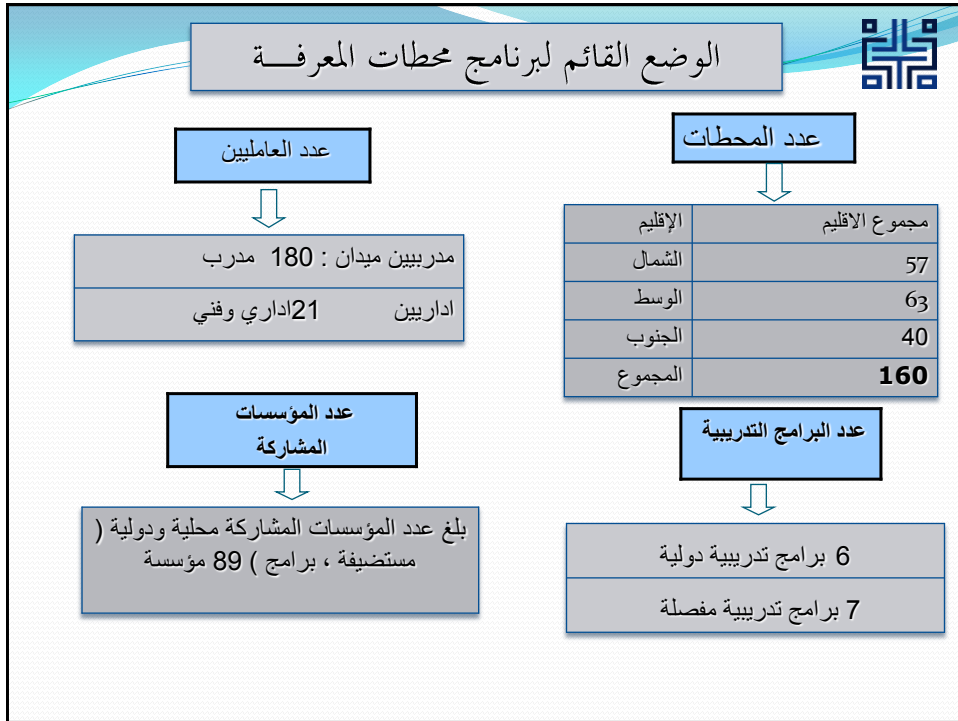 الوضع القائم لبرنامج محطات المعرفـــة
عدد المحطات
مجموع الاقليم الإقليم
57 الشمال
63 الوسط
40 الجنوب
160 المجموع
عدد العامليين
مدربيين ميدان : 180 مدرب
اداريين 21اداري وفني
عدد البرامج التدريبية
6 برامج تدريبية دولية
7 برامج تدريبية مفصلة
عدد المؤسسات
المشاركة
بلغ عدد المؤسسات المشاركة محلية ودولية (
مستضيفة ، برامج ) 89 مؤسسة